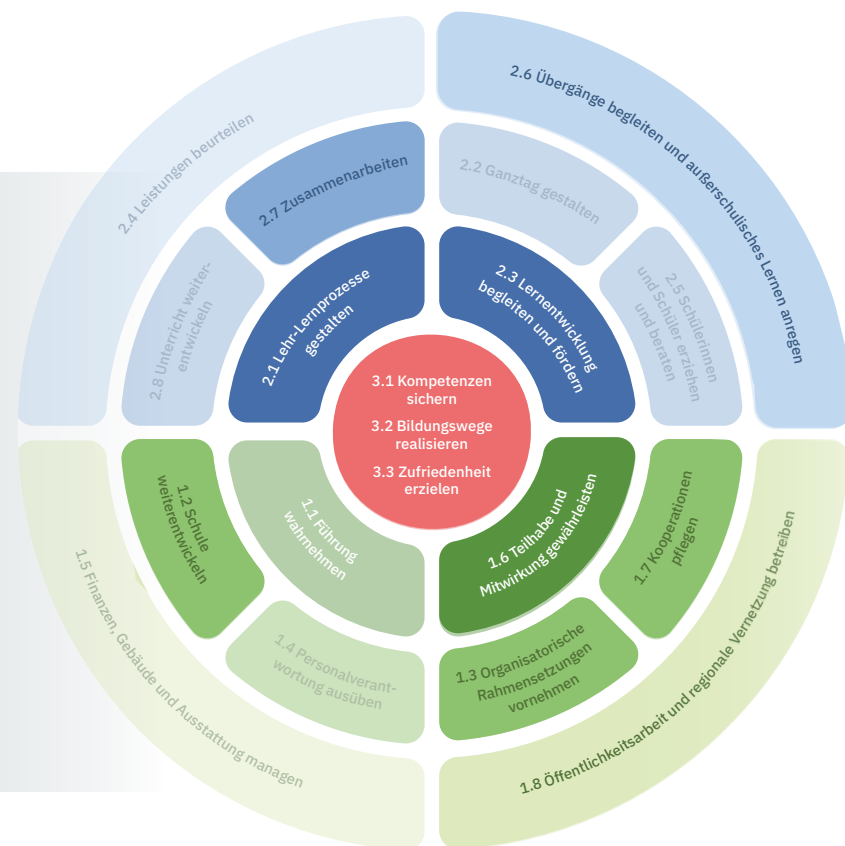 2.4 Leistungen beurteilen
2.6 Übergänge begleiten und außerschulisches Lernen anregen
2.7 Zusammenarbeiten
2.2 Ganztag gestalten
2.8 Unterricht weiter-
entwickeln
2.1 Lehr-Lernprozesse
gestalten
2.3 Lernentwicklung
begleiten und fördern
2.5 Schülerinnen
und Schüler erziehen
und beraten
3.1 Kompetenzen
sichern
3.2 Bildungswege
realisieren
3.3 Zufriedenheit
erzielen
1.2 Schule
weiterentwickeln
1.1 Führung
wahrnehmen
1.6 Teilhabe und
Mitwirkung gewährleisten
1.7 Kooperationen
pflegen
1.5 Finanzen, Gebäude und Ausstattung managen
1.4 Personalverant-
wortung ausüben
1.3 Organisatorische
Rahmensetzungen
vornehmen
1.8 Öffentlichkeitsarbeit und regionale Vernetzung betreiben